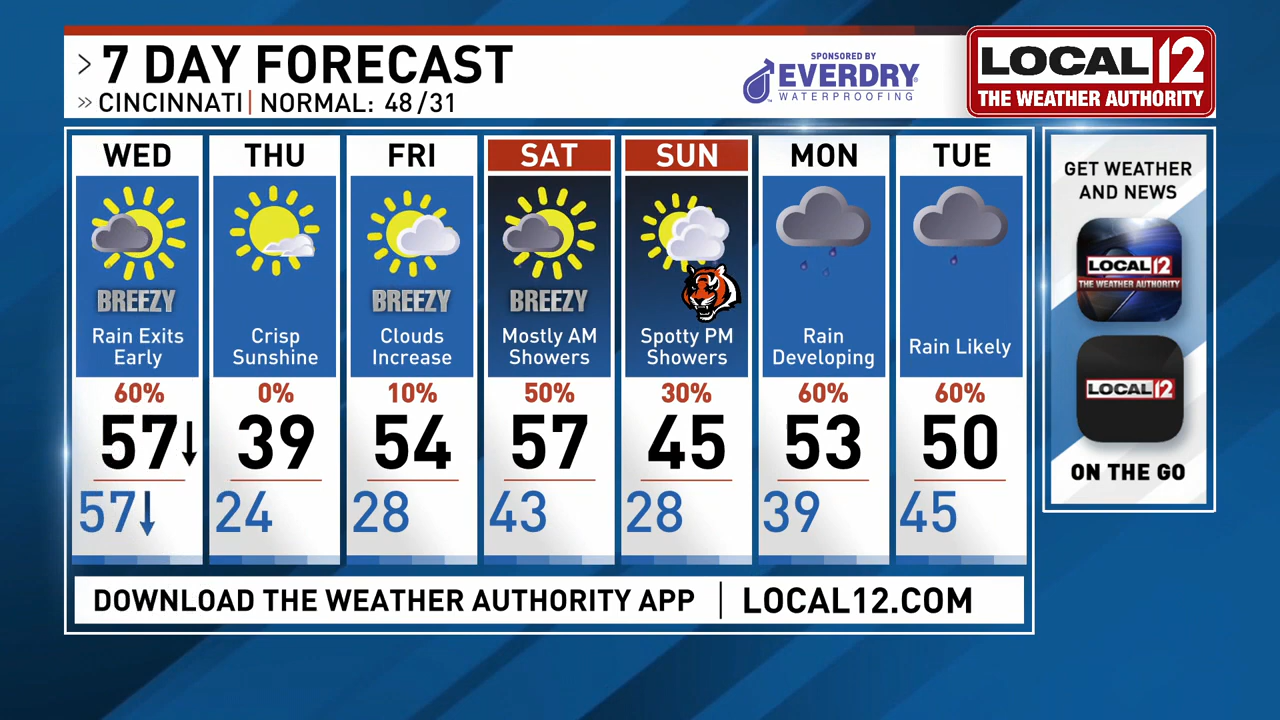 > 7 DAY FORECAST
» CINCINNATI | NORMAL: 48/31
SPONSORED BY
EVERDRY
WATERPROOFING
LOCAL 12
THE WEATHER AUTHORITY
WED
BREEZY
Rain Exits
Early
60%
57↓
57↓
THU
Crisp
Sunshine
0%
39
24
FRI
BREEZY
Clouds
Increase
10%
54
28
SAT
BREEZY
Mostly AM
Showers
50%
57
43
SUN
Spotty PM
Showers
30%
45
28
MON
Rain
Developing
60%
53
39
TUE
Rain Likely
60%
50
45
GET WEATHER
AND NEWS
LOCAL 12
THE WEATHER AUTHORITY
LOCAL 12
ON THE GO
DOWNLOAD THE WEATHER AUTHORITY APP | LOCAL12.COM